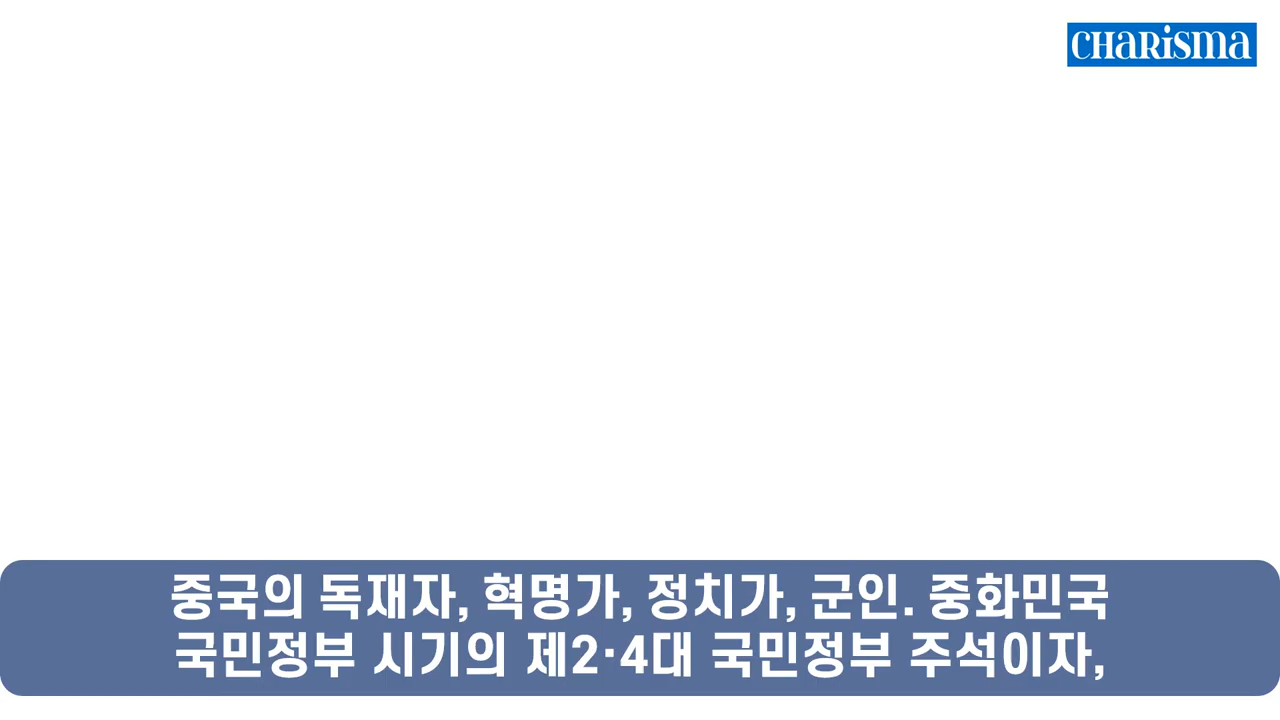 CHARiSMA
중국의 독재자, 혁명가, 정치가, 군인. 중화민국
국민정부 시기의 제2·4대 국민정부 주석이자,